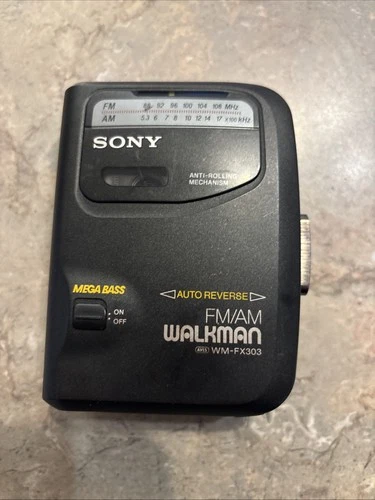 FM 88 92 96 100 104 108 MHz
AM 5.3 6 7 8 10 12 14 17 x100 kHz
SONY
ANTI-ROLLING
MECHANISM
MEGA BASS
ON
OFF
AUTO REVERSE
FM/AM
WALKMAN
AVLS WM-FX303